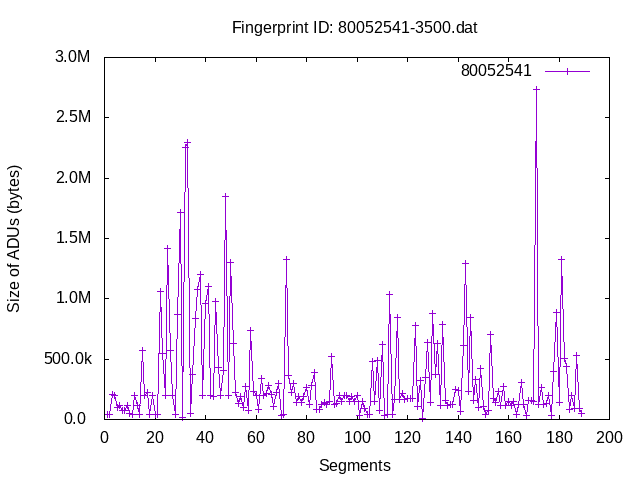 Fingerprint ID: 80052541-3500.dat
3.0M
80052541
2.5M
2.0M
1.5M
1.0M
500.0k
0.0
Size of ADUs (bytes)
0 20 40 60 80 100 120 140 160 180 200
Segments